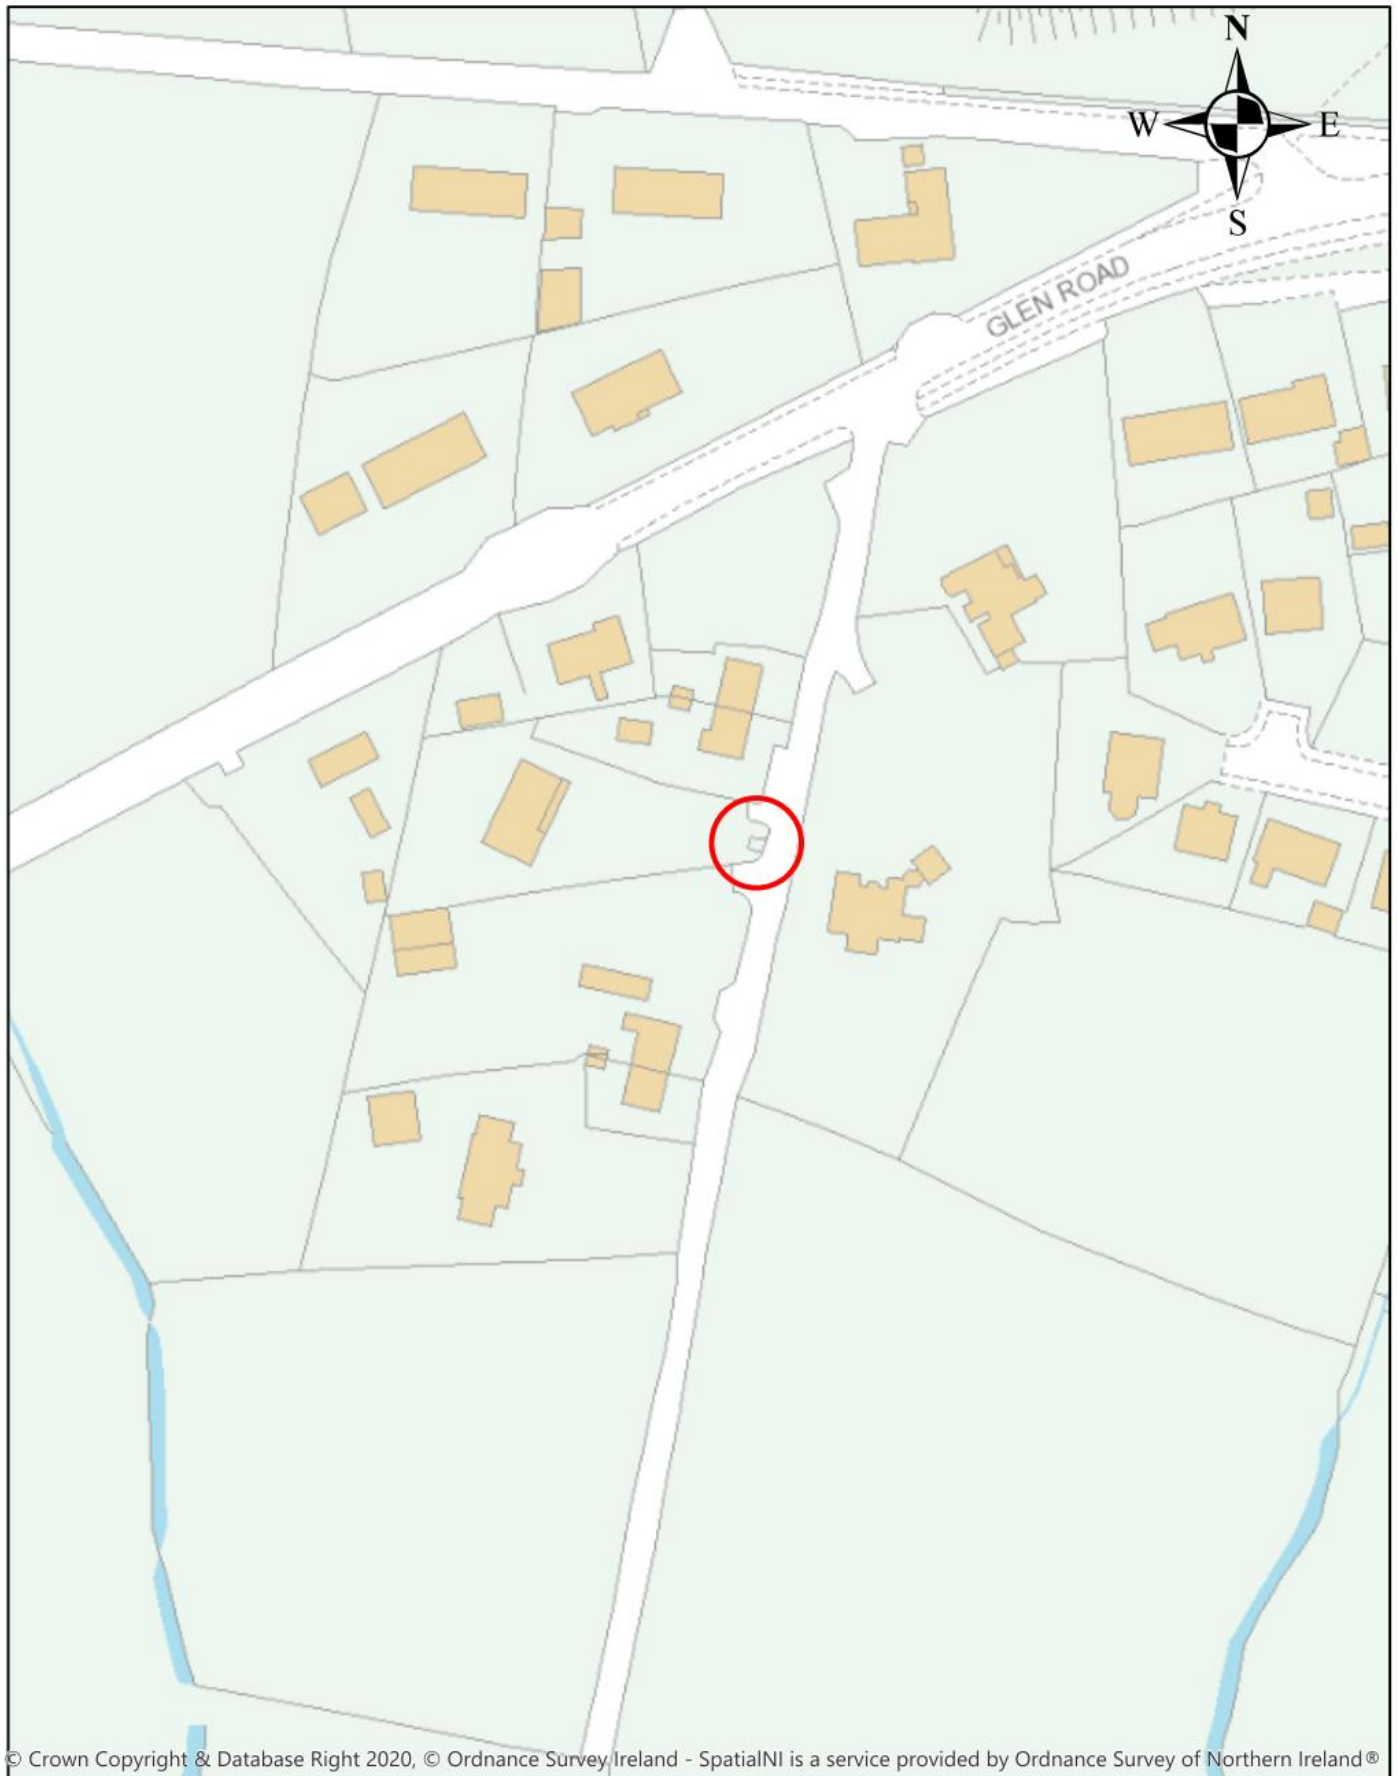 N
W E
S
GLEN ROAD
© Crown Copyright & Database Right 2020, © Ordnance Survey Ireland - SpatialNI is a service provided by Ordnance Survey of Northern Ireland®